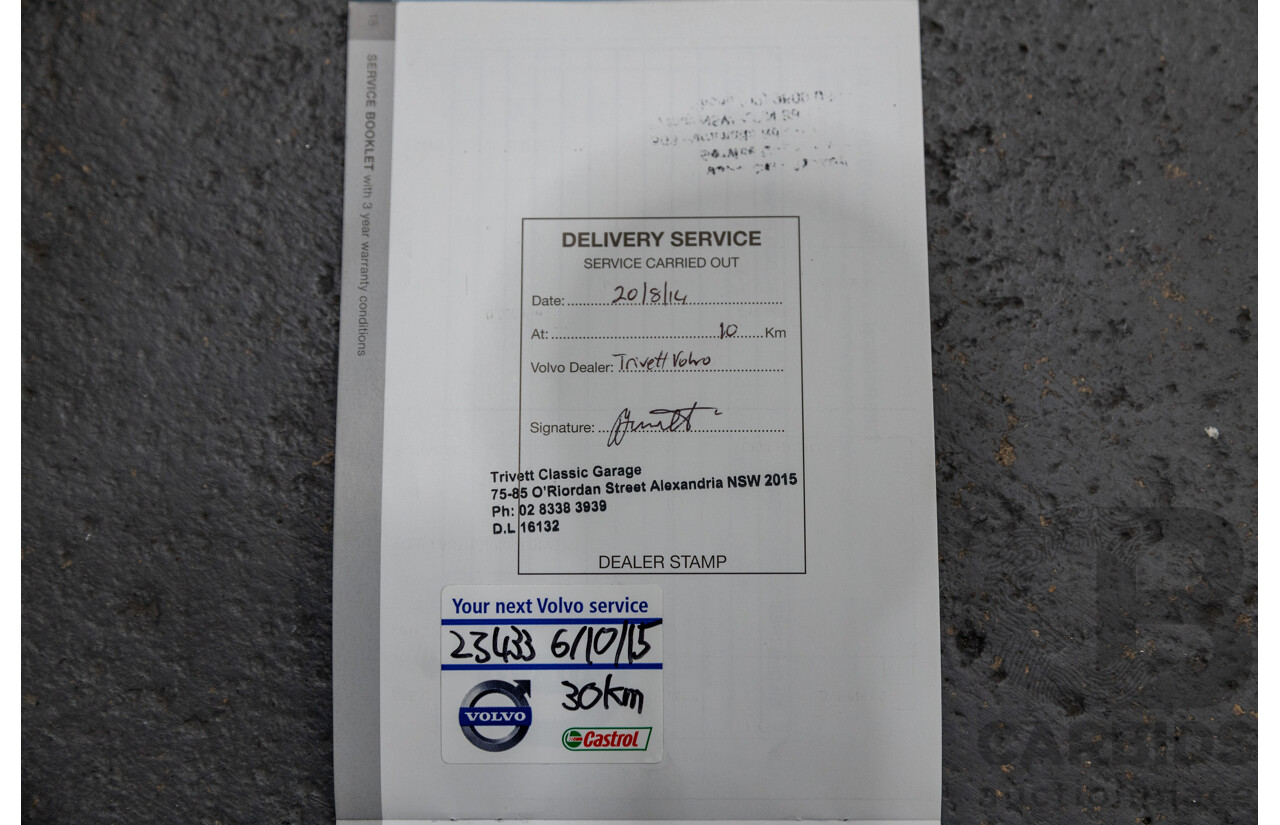 SERVICE BOOKLET with 3 year warranty conditions
DELIVERY SERVICE
SERVICE CARRIED OUT
Date: 20/8/14
At: 10 Km
Volvo Dealer: Trivett Volvo
Signature:
Trivett Classic Garage
75-85 O'Riordan Street Alexandria NSW 2015
Ph: 02 8338 3939
D.L 16132
DEALER STAMP
Your next Volvo service
23433 6/10/15
30km
VOLVO
Castrol
CARBIDS